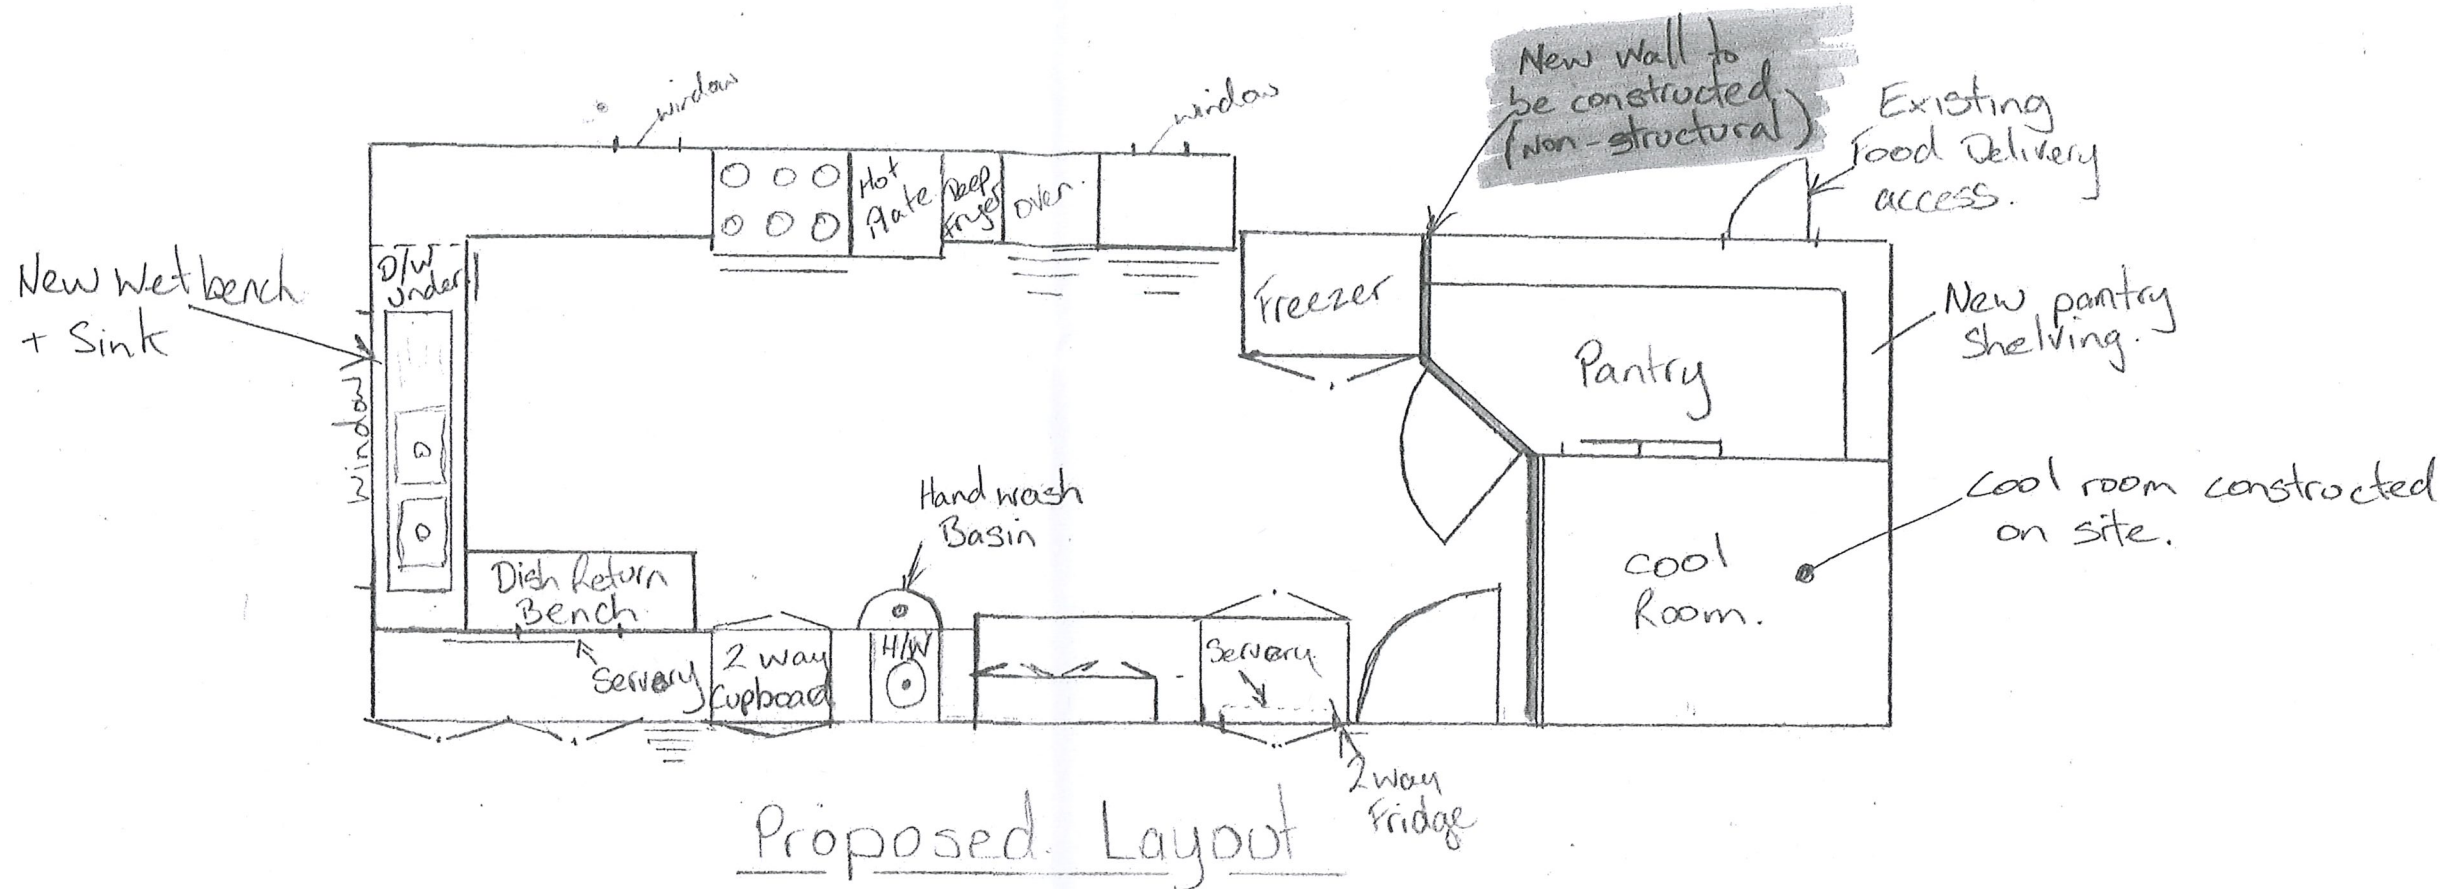 window
window
New Wall to
be constructed
(Non-structural)
Existing
Food Delivery
access.
Hot
Plate
Deep
Fryer
oven.
D/W
under
New Wetbench
+ Sink
window
Freezer
Pantry
New pantry
Shelving.
Hand wash
Basin
Cool room constructed
on site.
Cool
Room.
Dish Return
Bench
Servery
2 way
Cupboard
H/W
Servery
2 way
Fridge
Proposed Layout